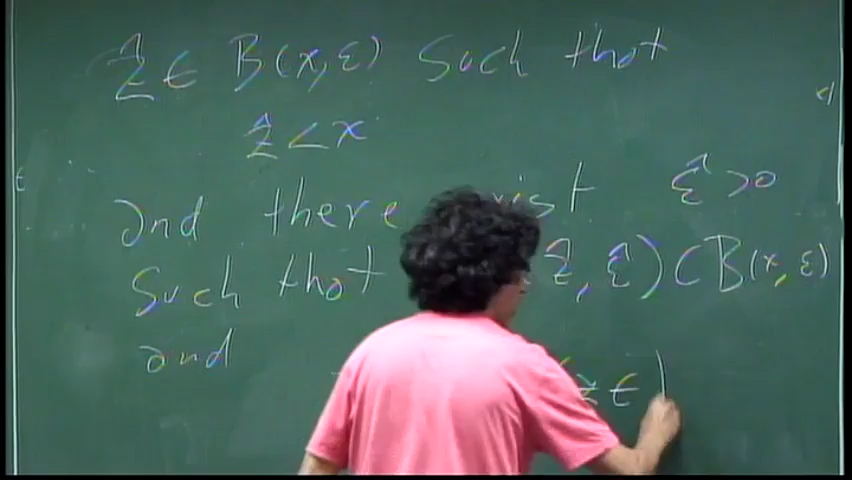 ẑ ∈ B(x, ε) Such that
ẑ < x
and there exist ε̂ > 0
Such that ẑ, ε̂) ⊂ B(x, ε)
and z ∈